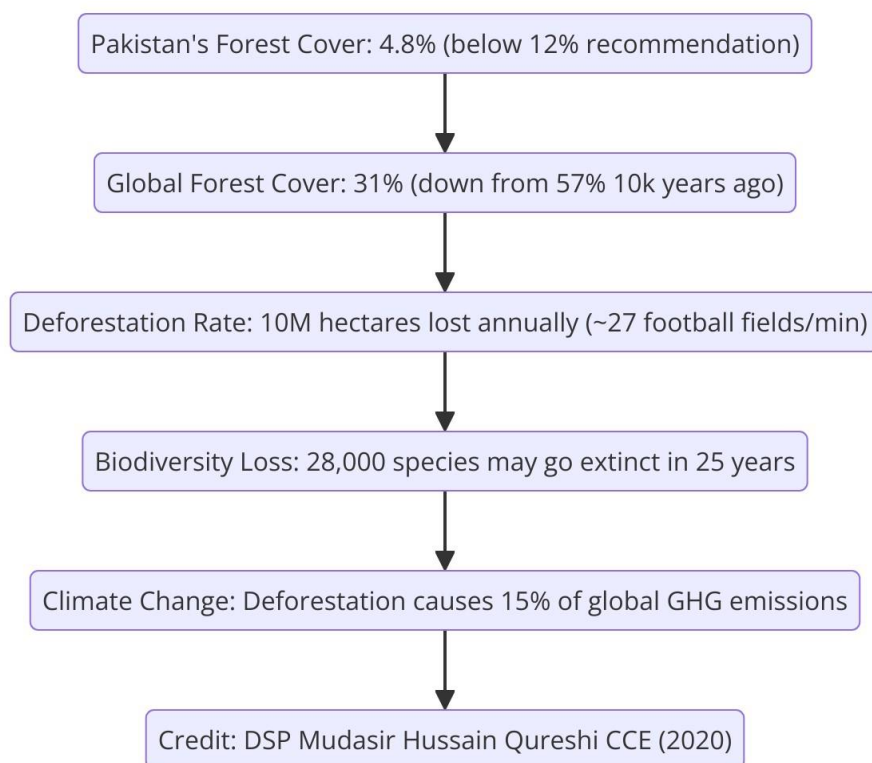 Pakistan's Forest Cover: 4.8% (below 12% recommendation)
Global Forest Cover: 31% (down from 57% 10k years ago)
Deforestation Rate: 10M hectares lost annually (~27 football fields/min)
Biodiversity Loss: 28,000 species may go extinct in 25 years
Climate Change: Deforestation causes 15% of global GHG emissions
Credit: DSP Mudasir Hussain Qureshi CCE (2020)